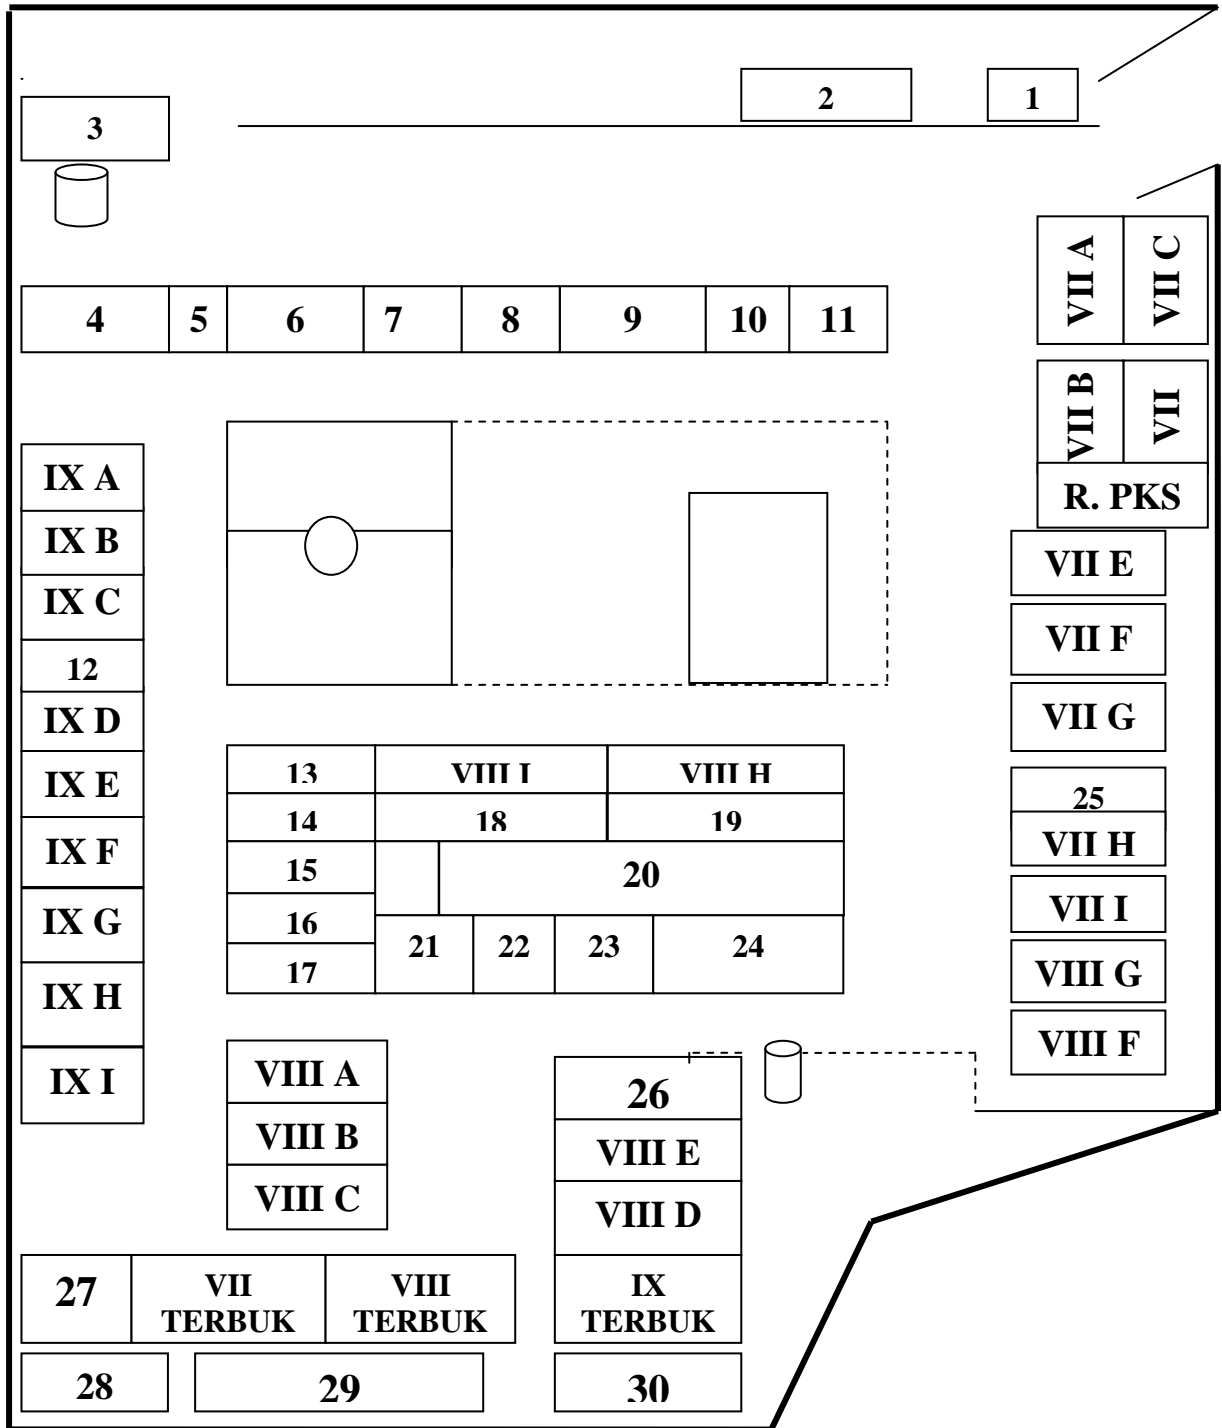 2
1
3
4
5
6
7
8
9
10
11
VII A
VII C
VII B
VII
R. PKS
IX A
IX B
IX C
12
IX D
IX E
IX F
IX G
IX H
IX I
VII E
VII F
VII G
25
VII H
VII I
VIII G
VIII F
13
VIII I
VIII H
14
18
19
15
20
16
17
21
22
23
24
VIII A
VIII B
VIII C
26
VIII E
VIII D
IX
TERBUK
27
VII
TERBUK
VIII
TERBUK
28
29
30